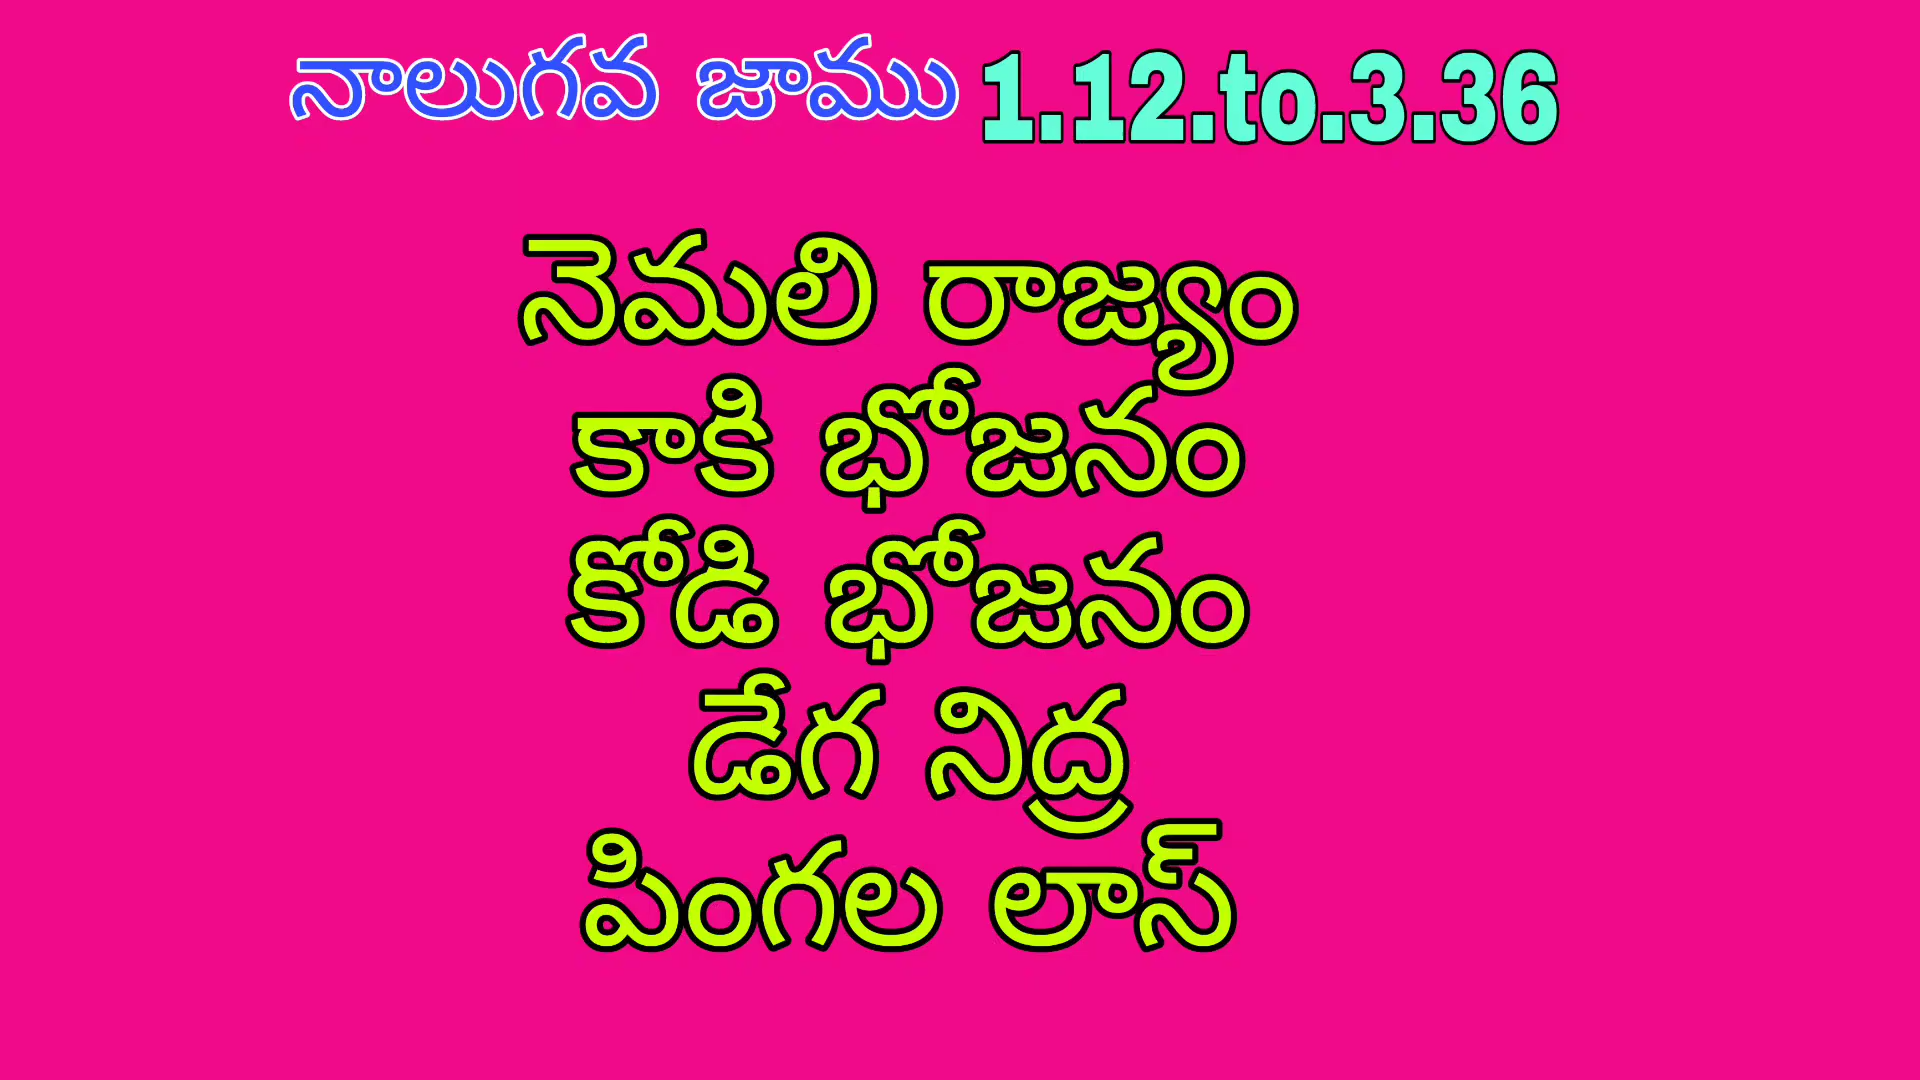 నాలుగవ జాము 1.12.to.3.36
నెమలి రాజ్యం
కాకి భోజనం
కోడి భోజనం
డేగ నిద్ర
పింగల లాస్